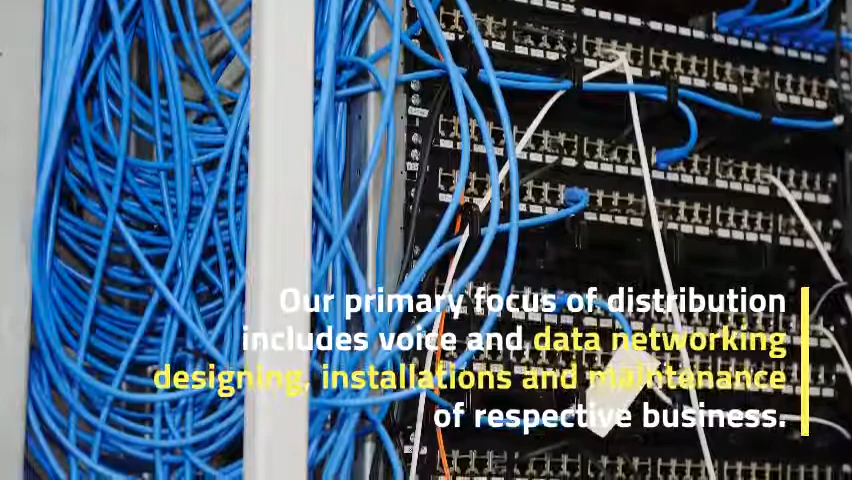 Our primary focus of distribution
includes voice and data networking
designing, installations and maintenance
of respective business.